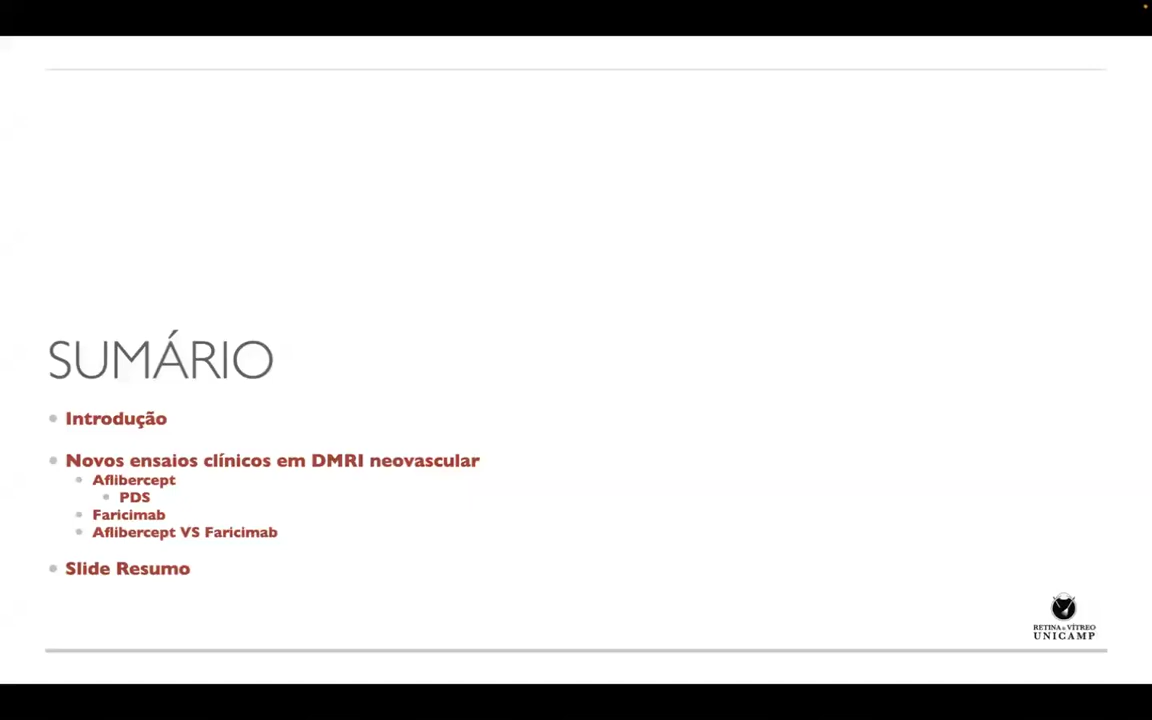 SUMÁRIO
Introdução
Novos ensaios clínicos em DMRI neovascular
Aflibercept
PDS
Faricimab
Aflibercept VS Faricimab
Slide Resumo
RETINA & VÍTREO
UNICAMP